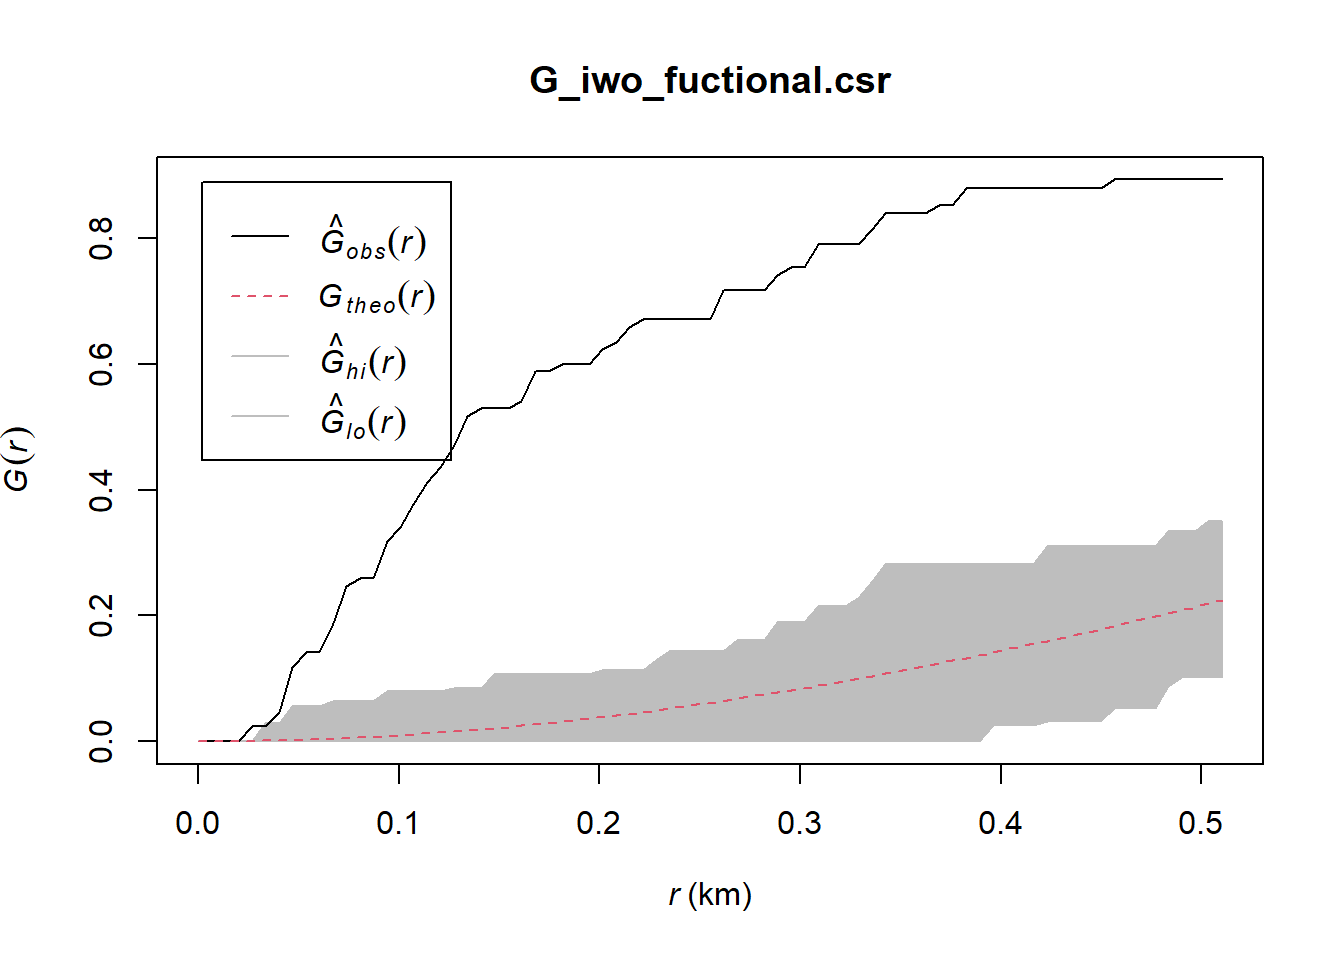 G_iwo_fuctional.csr
Ĝobs(r)
Gtheo(r)
Ĝhi(r)
Ĝlo(r)
G(r)
0.8
0.6
0.4
0.2
0.0
0.0 0.1 0.2 0.3 0.4 0.5
r (km)